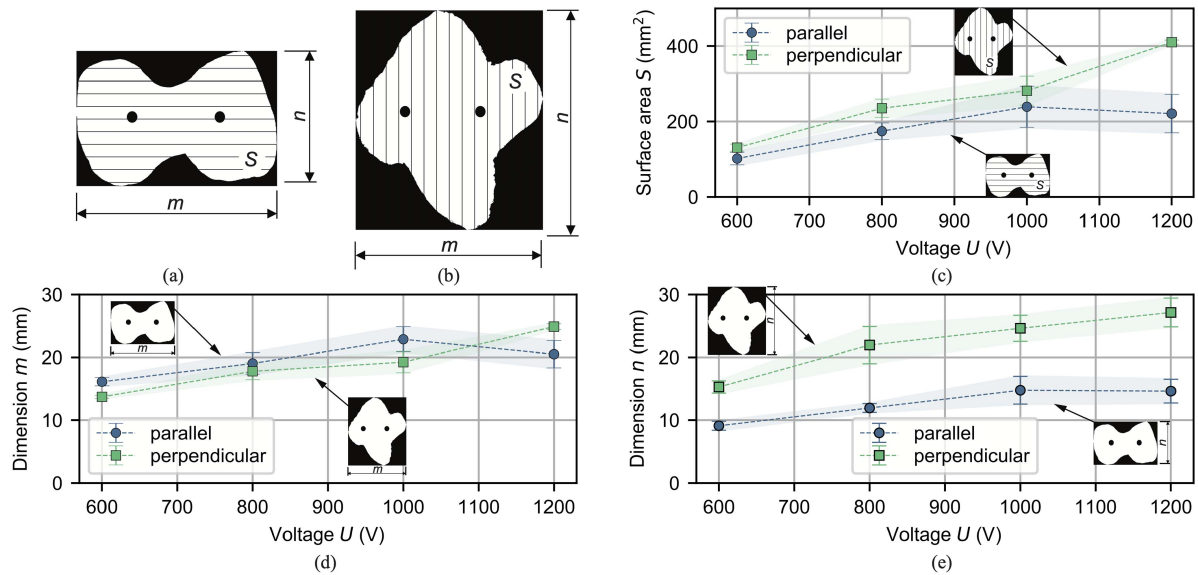 S
n
m
(a)
S
n
m
(b)
Surface area S (mm²)
400
200
0
parallel
perpendicular
S
S
600 700 800 900 1000 1100 1200
Voltage U (V)
(c)
Dimension m (mm)
30
20
10
0
m
parallel
perpendicular
m
600 700 800 900 1000 1100 1200
Voltage U (V)
(d)
Dimension n (mm)
30
20
10
0
n
parallel
perpendicular
n
600 700 800 900 1000 1100 1200
Voltage U (V)
(e)